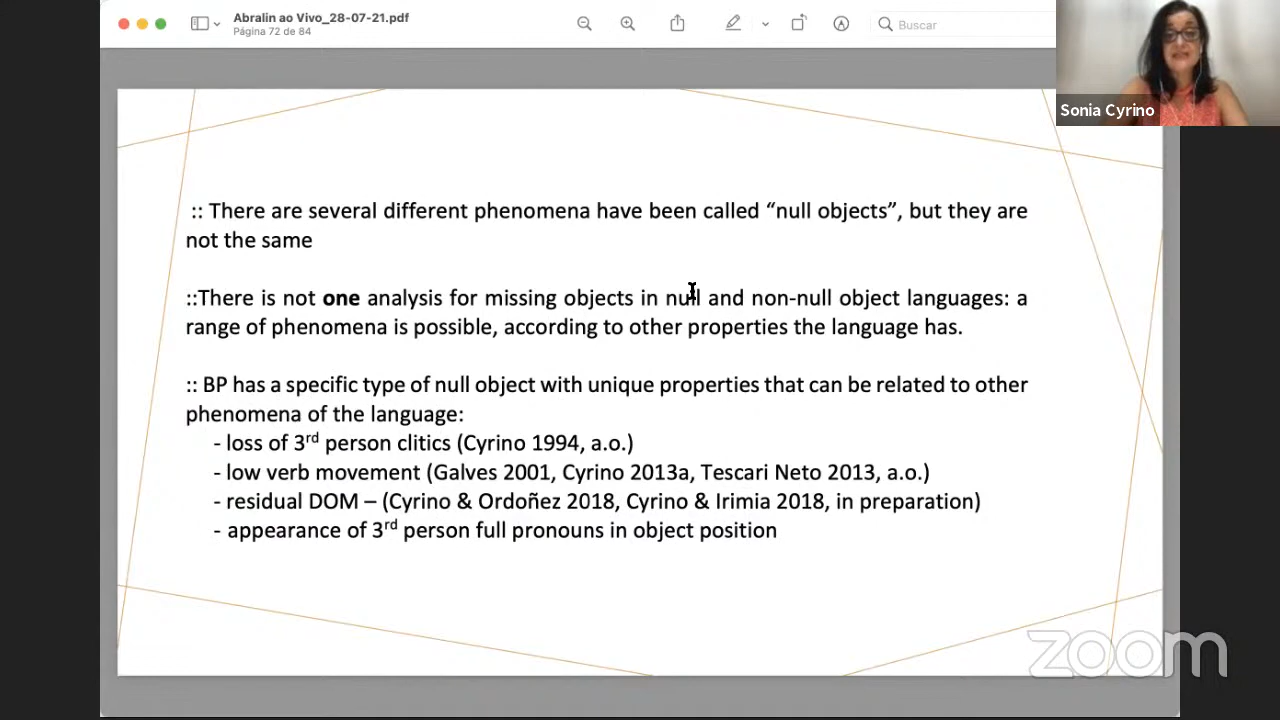 Abralin ao Vivo_28-07-21.pdf
Página 72 de 84
Buscar
Sonia Cyrino
:: There are several different phenomena have been called “null objects”, but they are
not the same
::There is not one analysis for missing objects in null and non-null object languages: a
range of phenomena is possible, according to other properties the language has.
:: BP has a specific type of null object with unique properties that can be related to other
phenomena of the language:
- loss of 3rd person clitics (Cyrino 1994, a.o.)
- low verb movement (Galves 2001, Cyrino 2013a, Tescari Neto 2013, a.o.)
- residual DOM – (Cyrino & Ordoñez 2018, Cyrino & Irimia 2018, in preparation)
- appearance of 3rd person full pronouns in object position
zoom